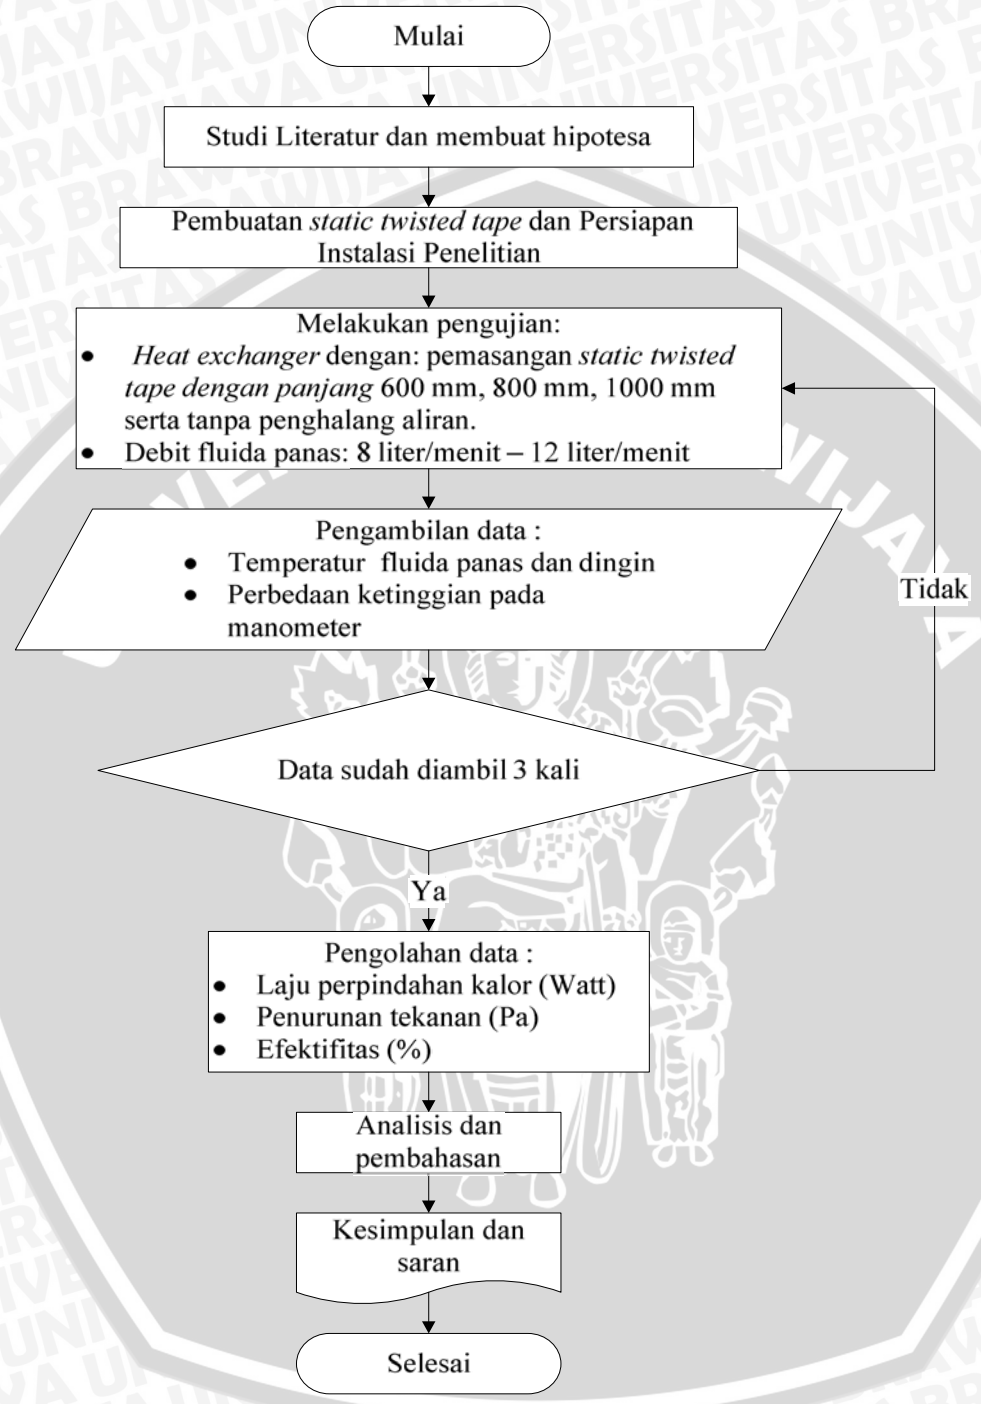 Mulai
Studi Literatur dan membuat hipotesa
Pembuatan static twisted tape dan Persiapan
Instalasi Penelitian
Melakukan pengujian:
• Heat exchanger dengan: pemasangan static twisted
tape dengan panjang 600 mm, 800 mm, 1000 mm
serta tanpa penghalang aliran.
• Debit fluida panas: 8 liter/menit – 12 liter/menit
Pengambilan data :
• Temperatur fluida panas dan dingin
• Perbedaan ketinggian pada
manometer
Tidak
Data sudah diambil 3 kali
Ya
Pengolahan data :
• Laju perpindahan kalor (Watt)
• Penurunan tekanan (Pa)
• Efektifitas (%)
Analisis dan
pembahasan
Kesimpulan dan
saran
Selesai